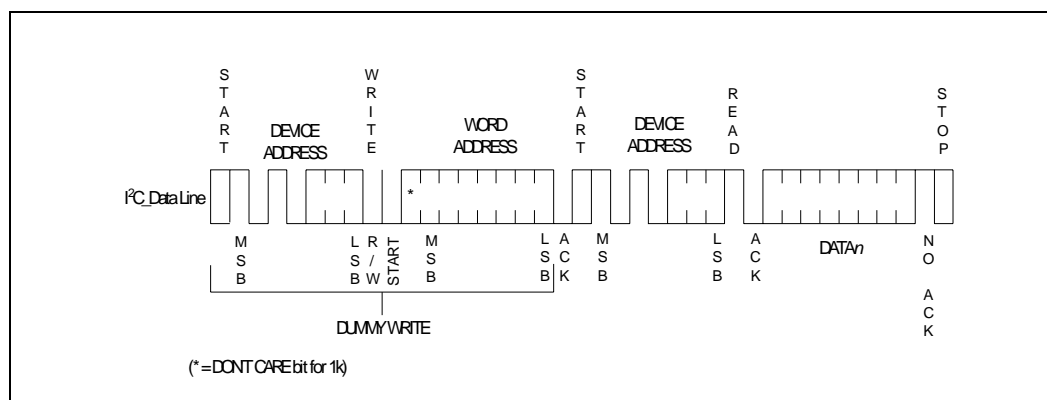 START
WRITE
START
READ
STOP
DEVICE
ADDRESS
WORD
ADDRESS
DEVICE
ADDRESS
I²C_Data Line
*
MSB
LSB
R/W
START
MSB
LSB
ACK
MSB
LSB
ACK
DATAn
NO ACK
DUMMY WRITE
(* = DONT CARE bit for 1k)